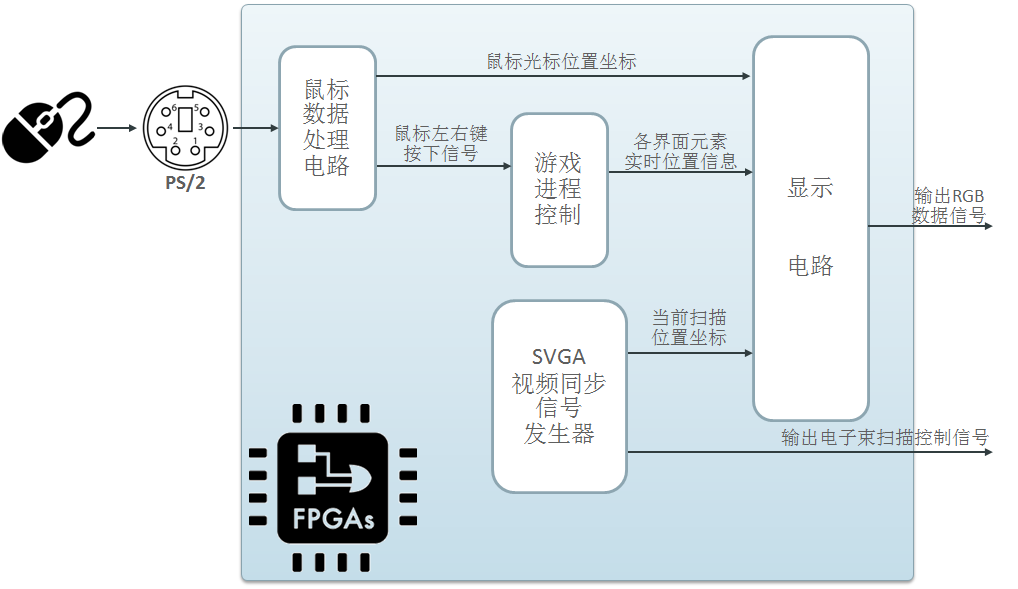 鼠标光标位置坐标
鼠标
数据
处理
电路
6 5
4 3
2 1
PS/2
鼠标左右键
按下信号
游戏
进程
控制
各界面元素
实时位置信息
显示
电路
输出RGB
数据信号
当前扫描
位置坐标
SVGA
视频同步
信号
发生器
输出电子束扫描控制信号
FPGAs